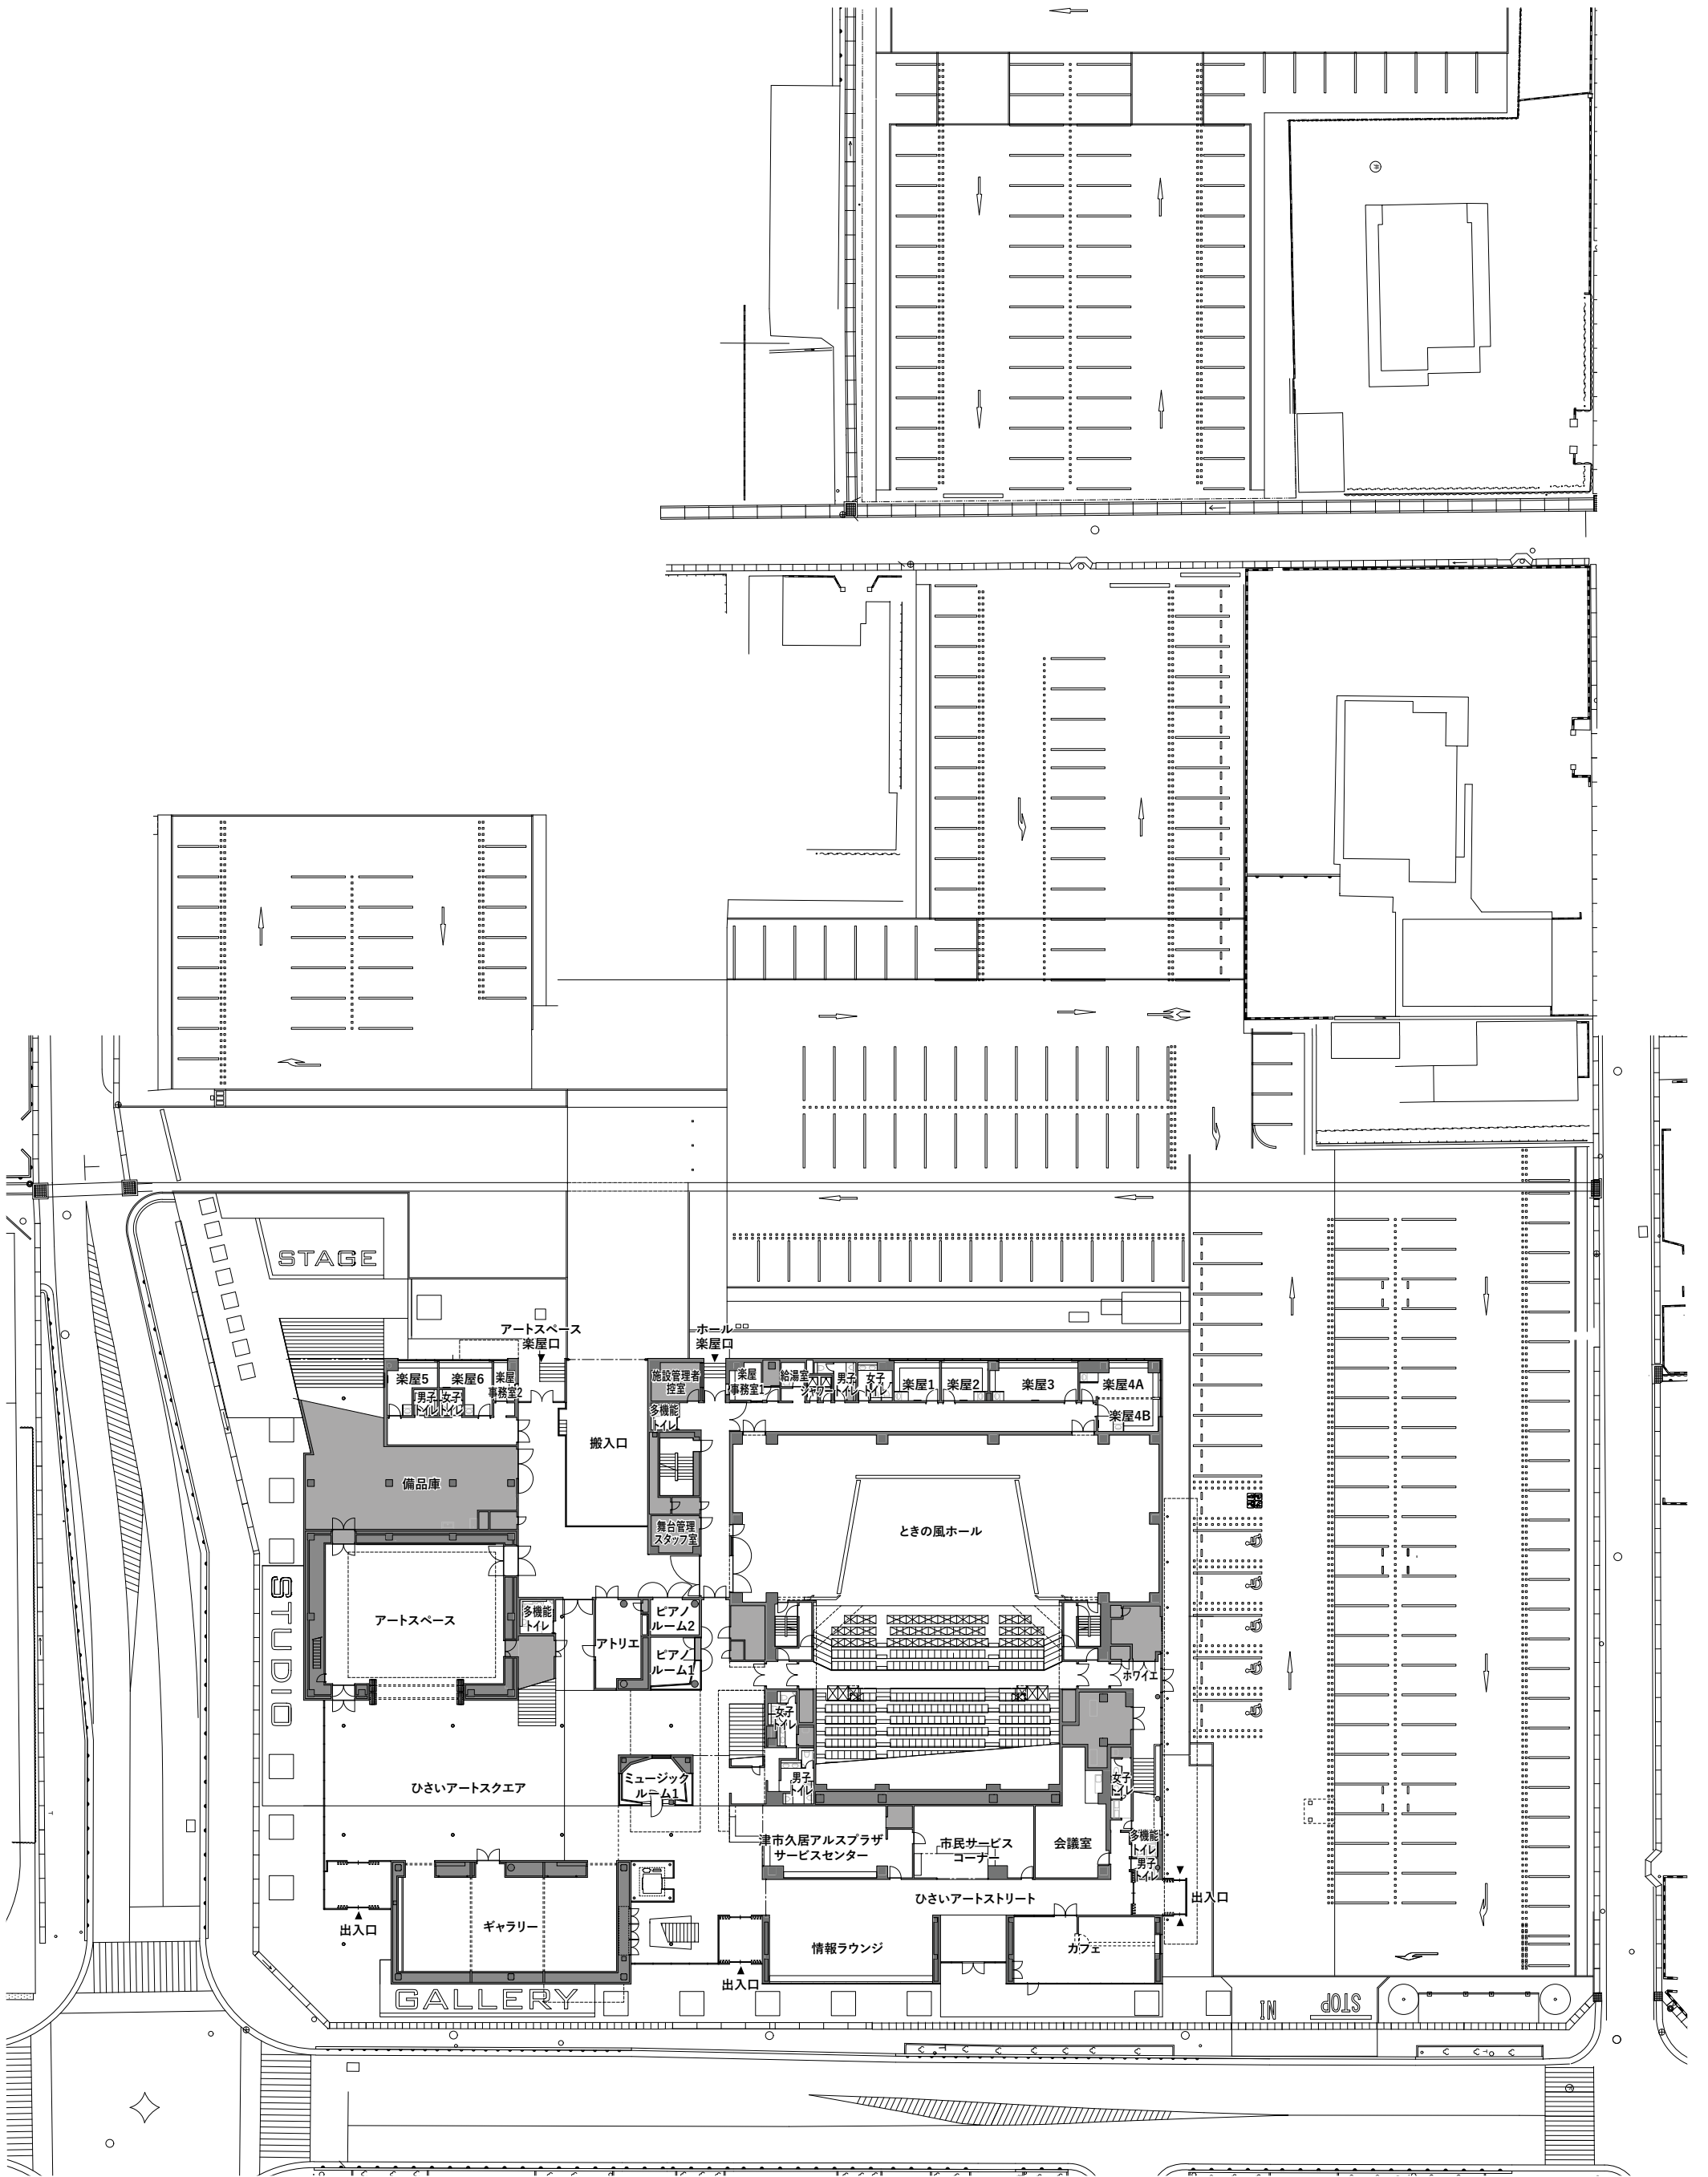 STAGE
アートスペース
楽屋口
ホール
楽屋口
楽屋5
楽屋6
楽屋
事務室2
男子
トイレ
女子
トイレ
施設管理者
控室
楽屋
事務室1
給湯室
シャワー
男子
トイレ
女子
トイレ
楽屋1
楽屋2
楽屋3
楽屋4A
楽屋4B
多機能
トイレ
搬入口
備品庫
舞台管理
スタッフ室
ときの風ホール
STUDIO
アートスペース
多機能
トイレ
アトリエ
ピアノ
ルーム2
ピアノ
ルーム1
ホワイエ
女子
トイレ
ひさいアートスクエア
ミュージック
ルーム1
男子
トイレ
女子
トイレ
津市久居アルスプラザ
サービスセンター
市民サービス
コーナー
会議室
多機能
トイレ
男子
トイレ
ひさいアートストリート
出入口
出入口
ギャラリー
情報ラウンジ
カフェ
出入口
GALLERY
IN
STOP